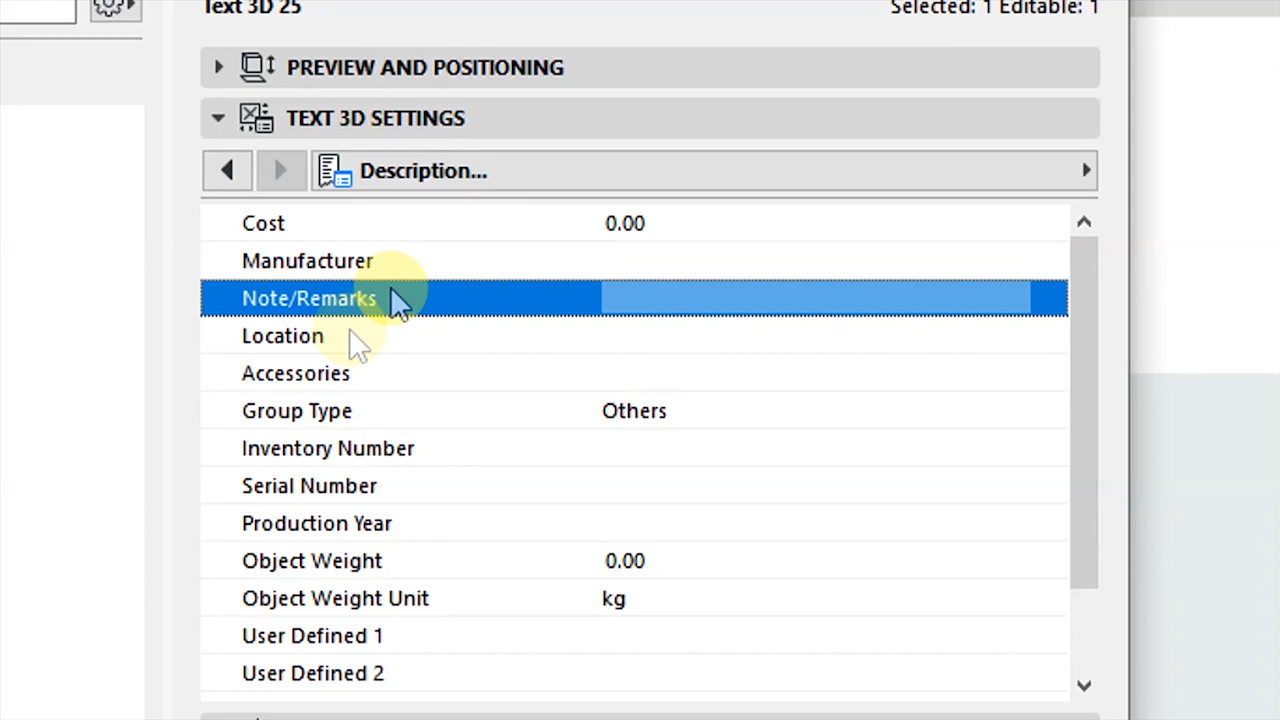 Text 3D 25
Selected: 1 Editable: 1
PREVIEW AND POSITIONING
TEXT 3D SETTINGS
Description...
Cost 0.00
Manufacturer
Note/Remarks
Location
Accessories
Group Type Others
Inventory Number
Serial Number
Production Year
Object Weight 0.00
Object Weight Unit kg
User Defined 1
User Defined 2